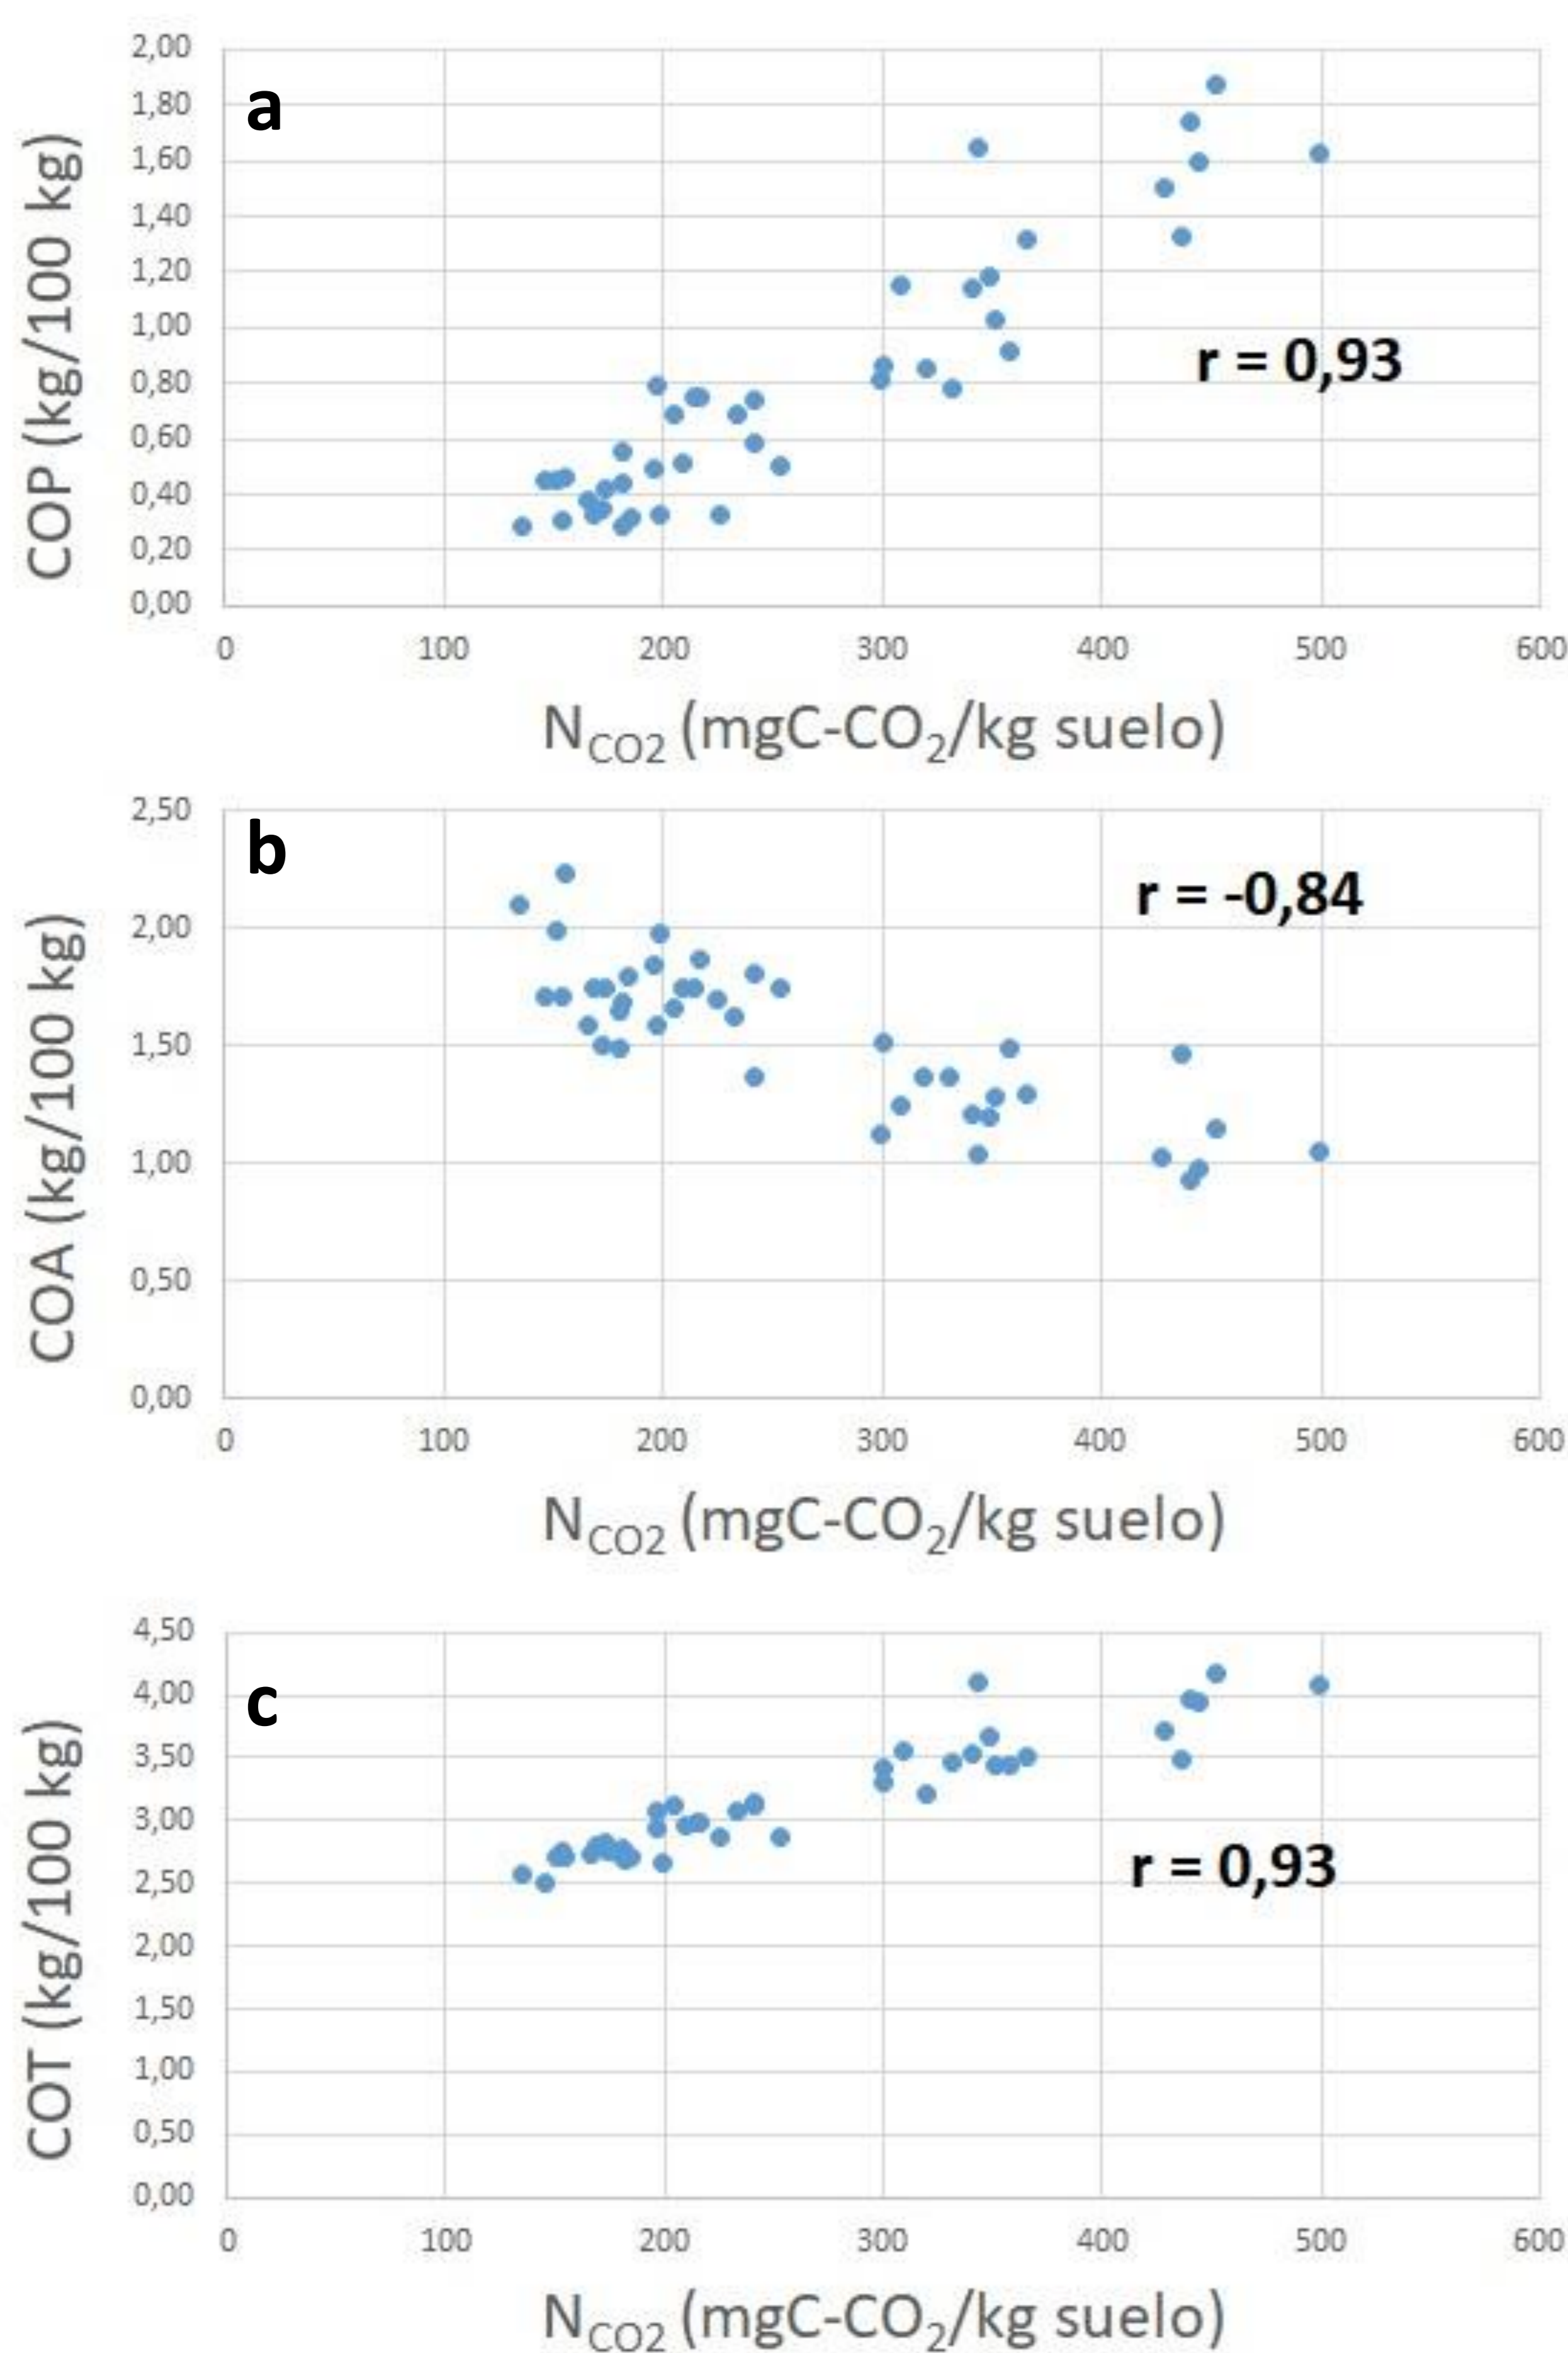 2,00
1,80
1,60
1,40
1,20
1,00
0,80
0,60
0,40
0,20
0,00
COP (kg/100 kg)
a
r = 0,93
0 100 200 300 400 500 600
N_CO2 (mgC-CO₂/kg suelo)
2,50
2,00
1,50
1,00
0,50
0,00
COA (kg/100 kg)
b
r = -0,84
0 100 200 300 400 500 600
N_CO2 (mgC-CO₂/kg suelo)
4,50
4,00
3,50
3,00
2,50
2,00
1,50
1,00
0,50
0,00
COT (kg/100 kg)
c
r = 0,93
0 100 200 300 400 500 600
N_CO2 (mgC-CO₂/kg suelo)